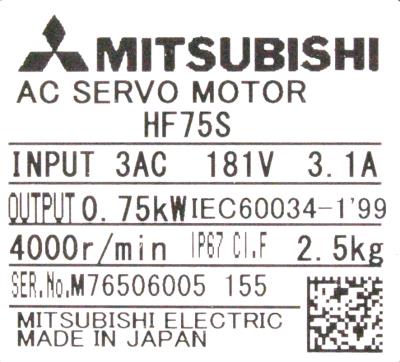 MITSUBISHI
AC SERVO MOTOR
HF75S
INPUT 3AC 181V 3.1A
OUTPUT 0.75kW IEC60034-1'99
4000r/min IP67 CI.F 2.5kg
SER.No.M76506005 155
MITSUBISHI ELECTRIC
MADE IN JAPAN